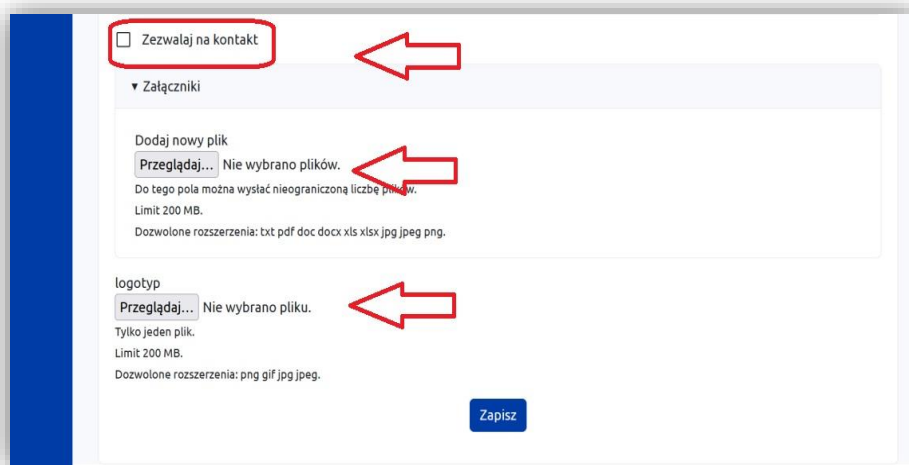 Zezwalaj na kontakt
▾ Załączniki
Dodaj nowy plik
Przeglądaj... Nie wybrano plików.
Do tego pola można wysłać nieograniczoną liczbę plików.
Limit 200 MB.
Dozwolone rozszerzenia: txt pdf doc docx xls xlsx jpg jpeg png.
logotyp
Przeglądaj... Nie wybrano pliku.
Tylko jeden plik.
Limit 200 MB.
Dozwolone rozszerzenia: png gif jpg jpeg.
Zapisz